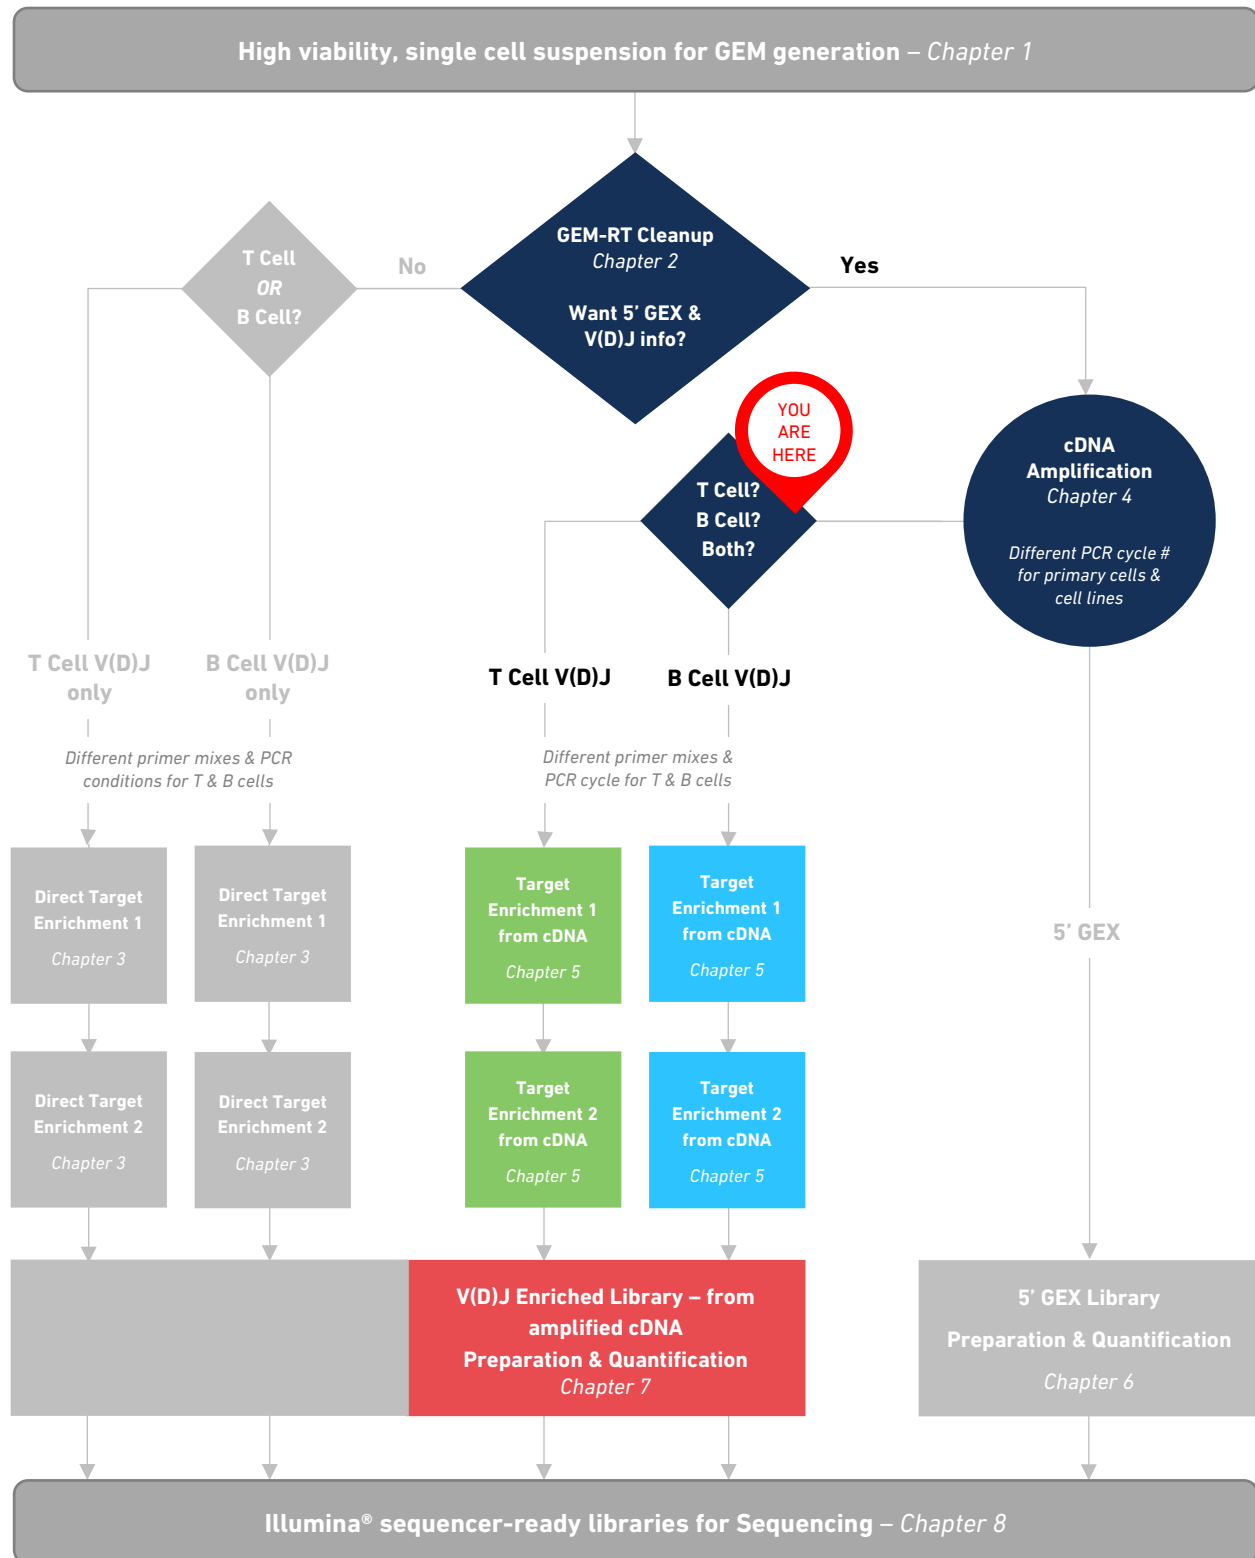 High viability, single cell suspension for GEM generation – Chapter 1
GEM-RT Cleanup
Chapter 2
Want 5’ GEX &
V(D)J info?
No
Yes
T Cell
OR
B Cell?
YOU
ARE
HERE
T Cell?
B Cell?
Both?
cDNA
Amplification
Chapter 4
Different PCR cycle #
for primary cells &
cell lines
T Cell V(D)J
only
B Cell V(D)J
only
T Cell V(D)J
B Cell V(D)J
Different primer mixes & PCR
conditions for T & B cells
Different primer mixes &
PCR cycle for T & B cells
Direct Target
Enrichment 1
Chapter 3
Direct Target
Enrichment 1
Chapter 3
Target
Enrichment 1
from cDNA
Chapter 5
Target
Enrichment 1
from cDNA
Chapter 5
5’ GEX
Direct Target
Enrichment 2
Chapter 3
Direct Target
Enrichment 2
Chapter 3
Target
Enrichment 2
from cDNA
Chapter 5
Target
Enrichment 2
from cDNA
Chapter 5
V(D)J Enriched Library – from
amplified cDNA
Preparation & Quantification
Chapter 7
5’ GEX Library
Preparation & Quantification
Chapter 6
Illumina® sequencer-ready libraries for Sequencing – Chapter 8